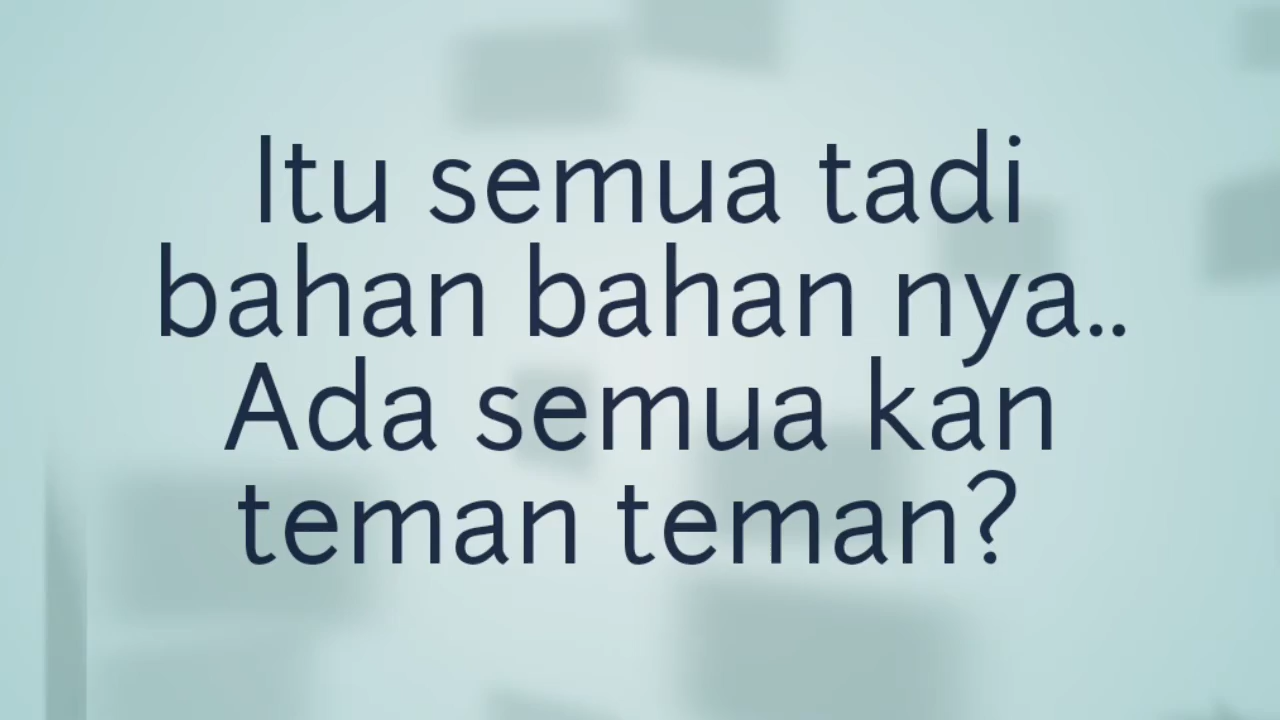 Itu semua tadi
bahan bahan nya..
Ada semua kan
teman teman?